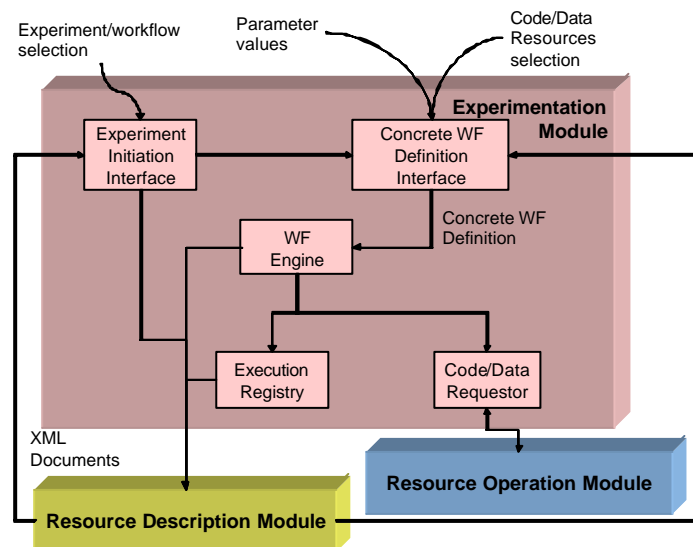 Experiment/workflow
selection
Parameter
values
Code/Data
Resources
selection
Experimentation
Module
Experiment
Initiation
Interface
Concrete WF
Definition
Interface
Concrete WF
Definition
WF
Engine
Execution
Registry
Code/Data
Requestor
XML
Documents
Resource Operation Module
Resource Description Module